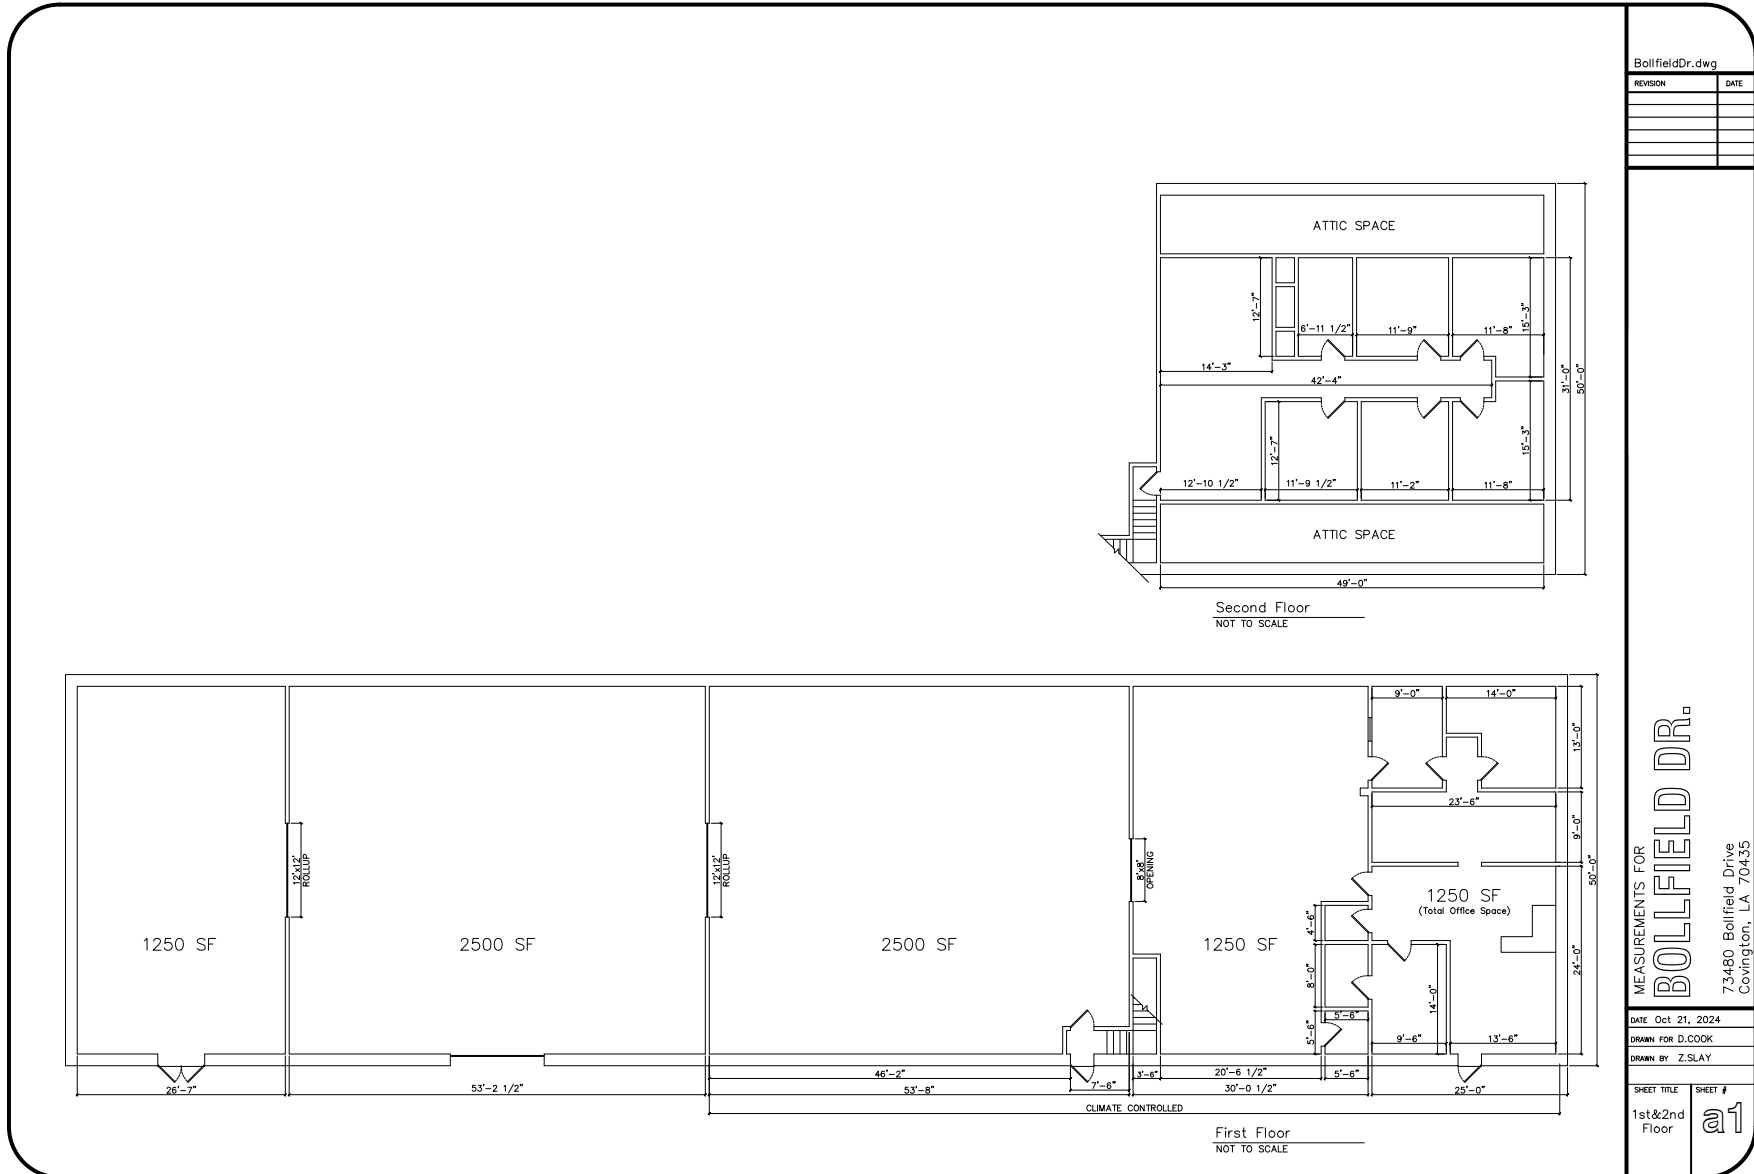 BollfieldDr.dwg
REVISION DATE
ATTIC SPACE
12'-7"
6'-11 1/2"
11'-9"
11'-8"
15'-3"
14'-3"
42'-4"
31'-0"
50'-0"
12'-7"
15'-3"
12'-10 1/2"
11'-9 1/2"
11'-2"
11'-8"
ATTIC SPACE
49'-0"
Second Floor
NOT TO SCALE
9'-0"
14'-0"
13'-0"
23'-6"
9'-0"
12'x12'
ROLLUP
12'x12'
ROLLUP
8'x8'
OPENING
50'-0"
1250 SF
(Total Office Space)
4'-6"
1250 SF
2500 SF
2500 SF
1250 SF
24'-0"
8'-0"
14'-0"
5'-6"
5'-6"
9'-6"
13'-6"
46'-2"
3'-6"
20'-6 1/2"
5'-6"
7'-6"
26'-7"
53'-2 1/2"
53'-8"
30'-0 1/2"
25'-0"
CLIMATE CONTROLLED
First Floor
NOT TO SCALE
MEASUREMENTS FOR
BOLLFIELD DR.
73480 Bollfield Drive
Covington, LA 70435
DATE Oct 21, 2024
DRAWN FOR D.COOK
DRAWN BY Z.SLAY
SHEET TITLE
1st&2nd
Floor
SHEET #
a1